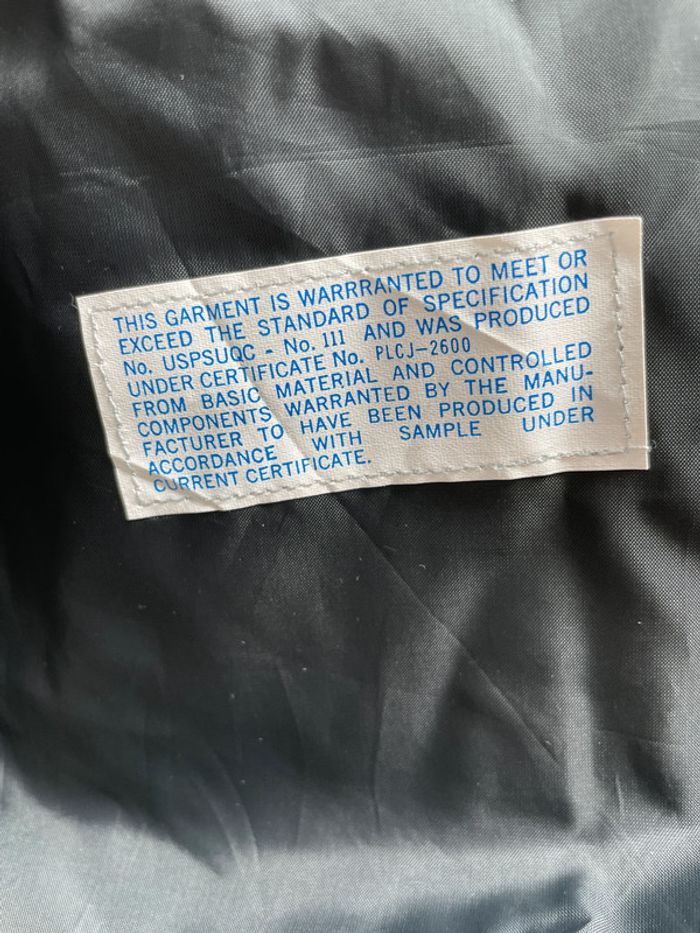 THIS GARMENT IS WARRRANTED TO MEET OR
EXCEED THE STANDARD OF SPECIFICATION
No. USPSUQC - No. 111 AND WAS PRODUCED
UNDER CERTIFICATE No. PLCJ-2600
FROM BASIC MATERIAL AND CONTROLLED
COMPONENTS WARRANTED BY THE MANU-
FACTURER TO HAVE BEEN PRODUCED IN
ACCORDANCE WITH SAMPLE UNDER
CURRENT CERTIFICATE.